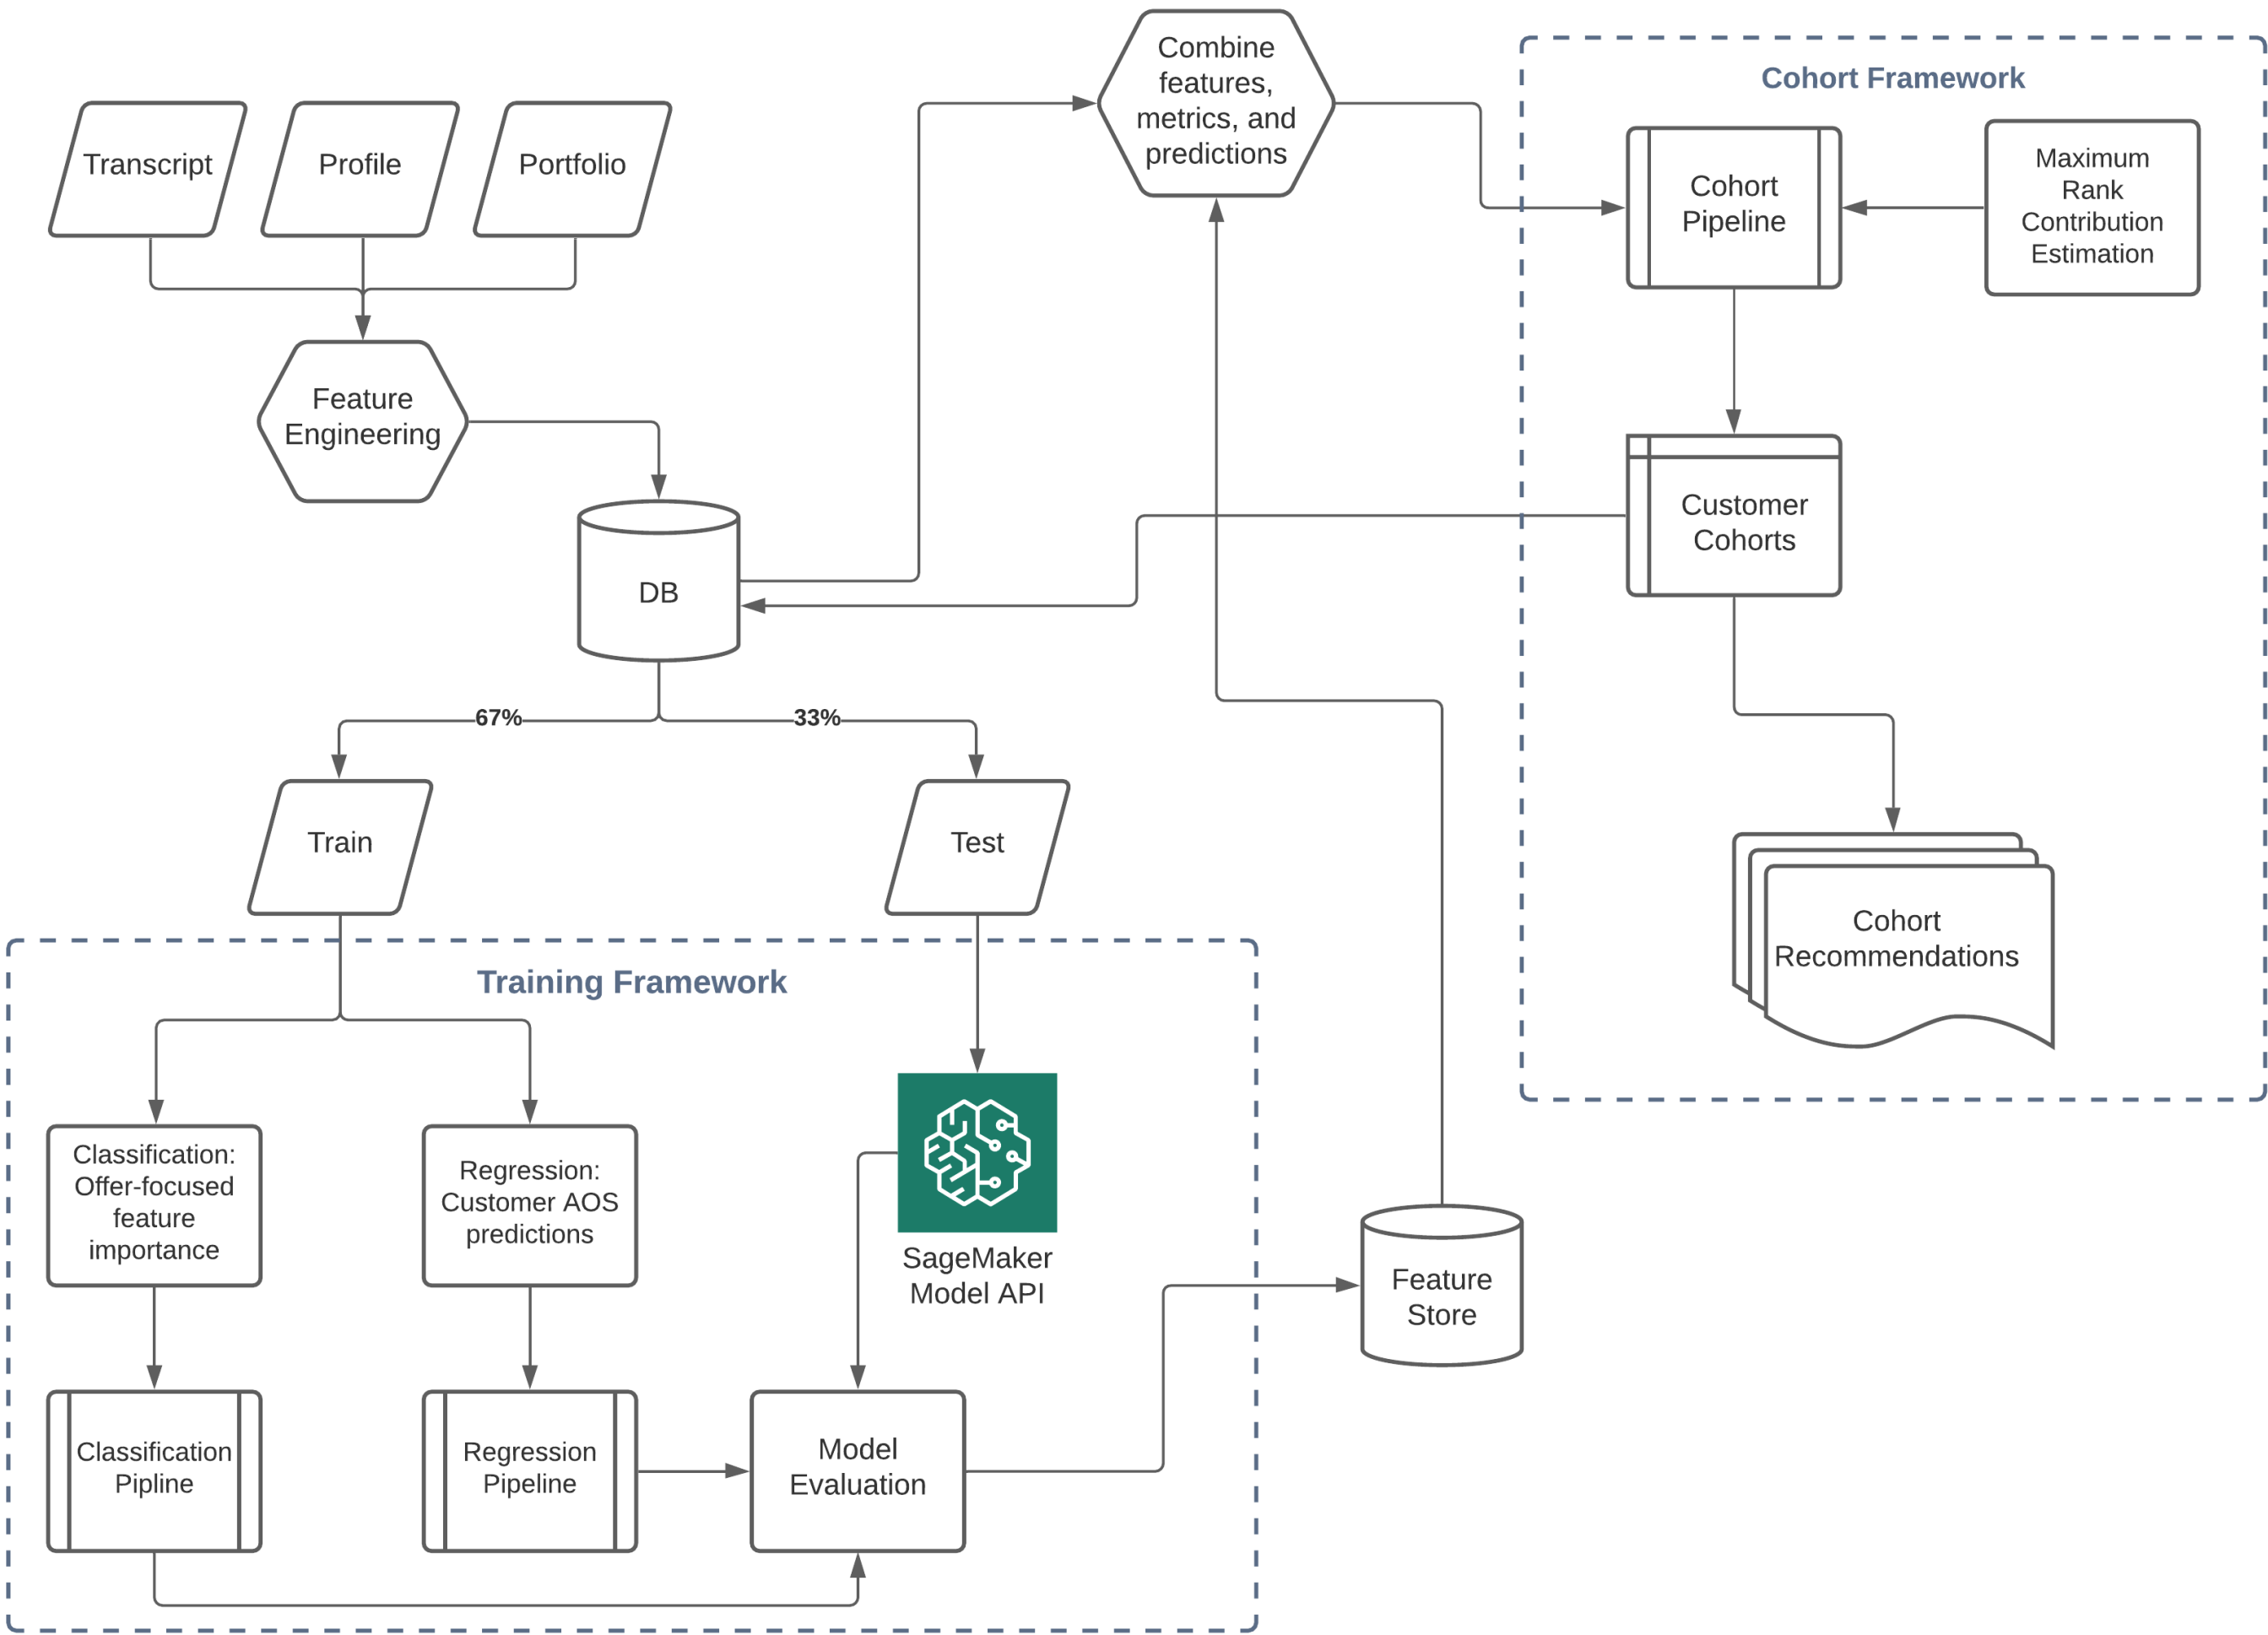 Combine
features,
metrics, and
predictions
Cohort Framework
Transcript
Profile
Portfolio
Cohort
Pipeline
Maximum
Rank
Contribution
Estimation
Feature
Engineering
DB
Customer
Cohorts
67%
33%
Train
Test
Cohort
Recommendations
Training Framework
Classification:
Offer-focused
feature
importance
Regression:
Customer AOS
predictions
SageMaker
Model API
Feature
Store
Classification
Pipline
Regression
Pipeline
Model
Evaluation